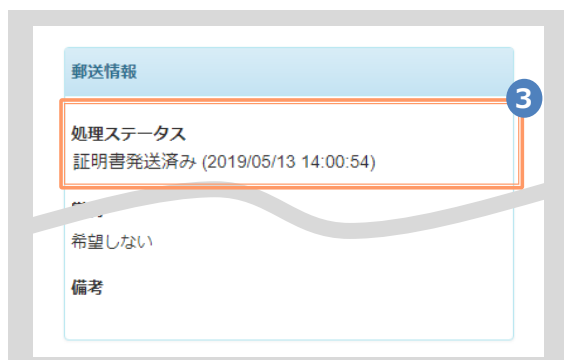 郵送情報
3
処理ステータス
証明書発送済み (2019/05/13 14:00:54)
希望しない
備考